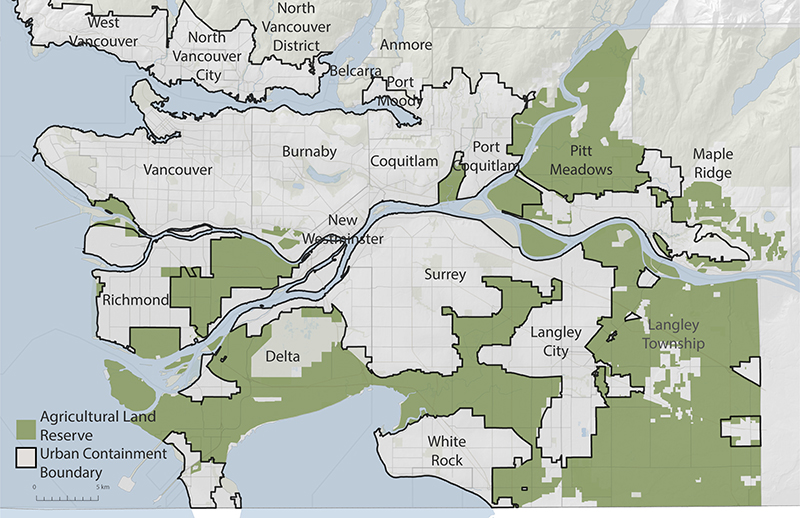 North
Vancouver
District
West
Vancouver
North
Vancouver
City
Anmore
Belcarra
Port
Moody
Vancouver
Burnaby
Coquitlam
Port
Coquitlam
Pitt
Meadows
Maple
Ridge
New
Westminster
Richmond
Surrey
Langley
City
Langley
Township
Delta
White
Rock
Agricultural Land
Reserve
Urban Containment
Boundary
0
5 km